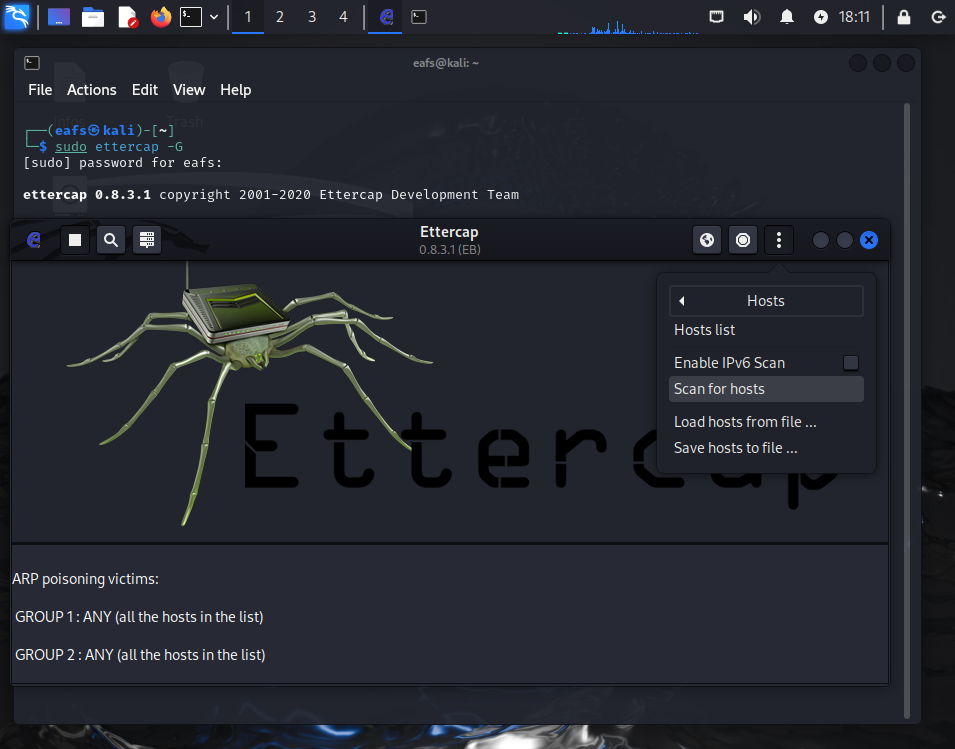 1 2 3 4 18:11
eafs@kali: ~
File Actions Edit View Help
┌──(eafs㉿kali)-[~]
└─$ sudo ettercap -G
[sudo] password for eafs:
ettercap 0.8.3.1 copyright 2001-2020 Ettercap Development Team
Ettercap
0.8.3.1 (EB)
Hosts
Hosts list
Enable IPv6 Scan
Scan for hosts
Load hosts from file ...
Save hosts to file ...
Ettercap
ARP poisoning victims:
GROUP 1 : ANY (all the hosts in the list)
GROUP 2 : ANY (all the hosts in the list)